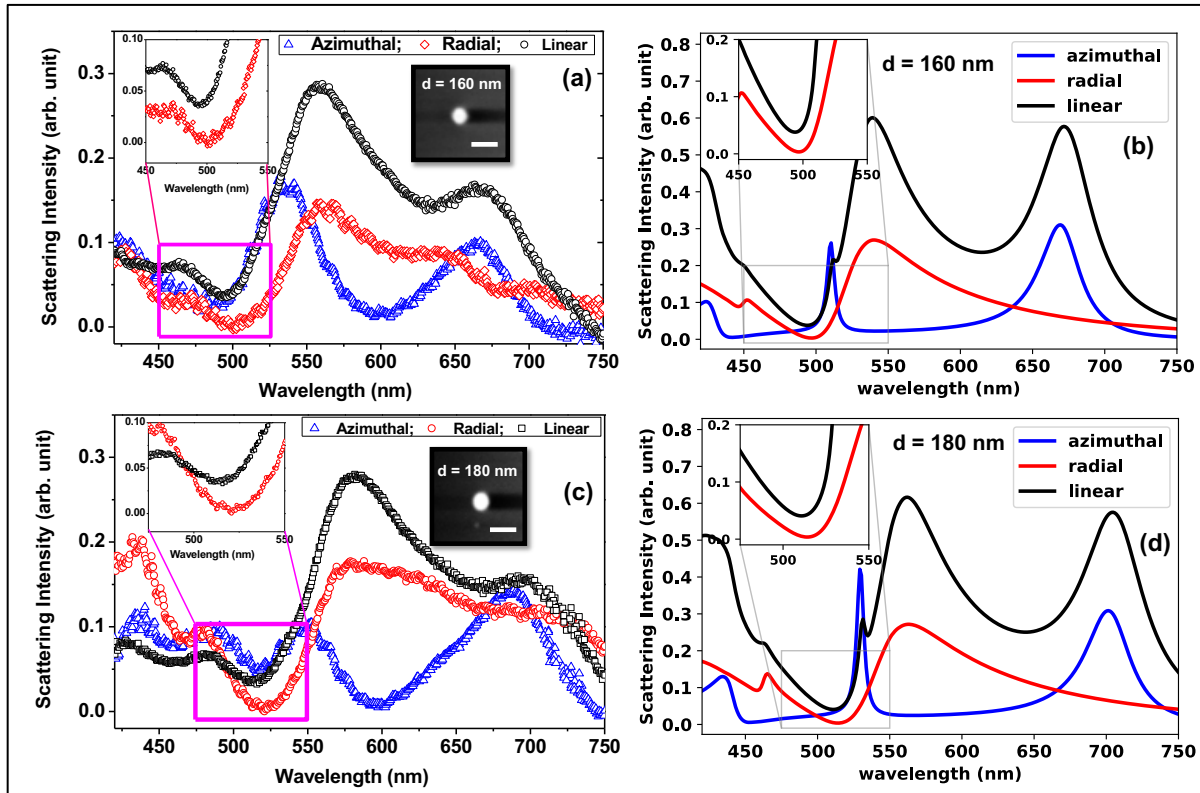 Azimuthal; Radial; Linear
(a)
d = 160 nm
Scattering Intensity (arb. unit)
0.3
0.2
0.1
0.0
450 500 550 600 650 700 750
Wavelength (nm)
0.10
0.05
0.00
450 500 550
Wavelength (nm)
(b)
d = 160 nm
azimuthal
radial
linear
Scattering Intensity (arb. unit)
0.8
0.7
0.6
0.5
0.4
0.3
0.2
0.1
0.0
450 500 550 600 650 700 750
wavelength (nm)
0.2
0.1
0.0
450 500 550
Azimuthal; Radial; Linear
(c)
d = 180 nm
Scattering Intensity (arb. unit)
0.3
0.2
0.1
0.0
450 500 550 600 650 700 750
Wavelength (nm)
0.10
0.05
0.00
500 550
Wavelength (nm)
(d)
d = 180 nm
azimuthal
radial
linear
Scattering Intensity (arb. unit)
0.8
0.7
0.6
0.5
0.4
0.3
0.2
0.1
0.0
450 500 550 600 650 700 750
wavelength (nm)
0.2
0.1
0.0
500 550